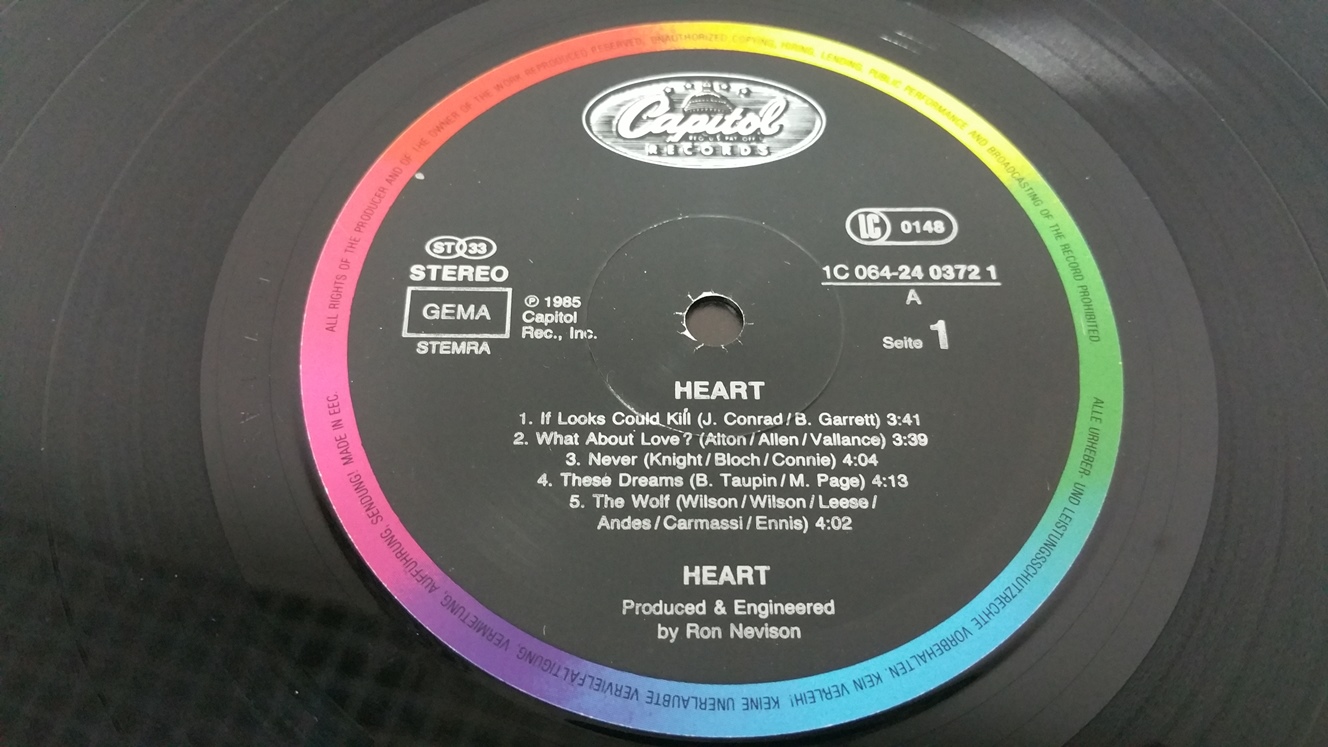 Capitol
RECORDS
ST 33
STEREO
GEMA
STEMRA
℗ 1985
Capitol
Rec., Inc.
LC 0148
1C 064-24 0372 1
A
Seite 1
HEART
1. If Looks Could Kill (J. Conrad/B. Garrett) 3:41
2. What About Love? (Alton/Allen/Vallance) 3:39
3. Never (Knight/Bloch/Connie) 4:04
4. These Dreams (B. Taupin/M. Page) 4:13
5. The Wolf (Wilson/Wilson/Leese/
Andes/Carmassi/Ennis) 4:02
HEART
Produced & Engineered
by Ron Nevison
ALL RIGHTS OF THE PRODUCER AND OF THE OWNER OF THE WORK REPRODUCED RESERVED. UNAUTHORIZED COPYING, HIRING, LENDING, PUBLIC PERFORMANCE AND BROADCASTING OF THE RECORD PROHIBITED
ALLE URHEBER- UND LEISTUNGSSCHUTZRECHTE VORBEHALTEN. KEIN VERLEIH! KEINE UNERLAUBTE VERVIELFÄLTIGUNG, VERMIETUNG, AUFFÜHRUNG, SENDUNG! MADE IN EEC.